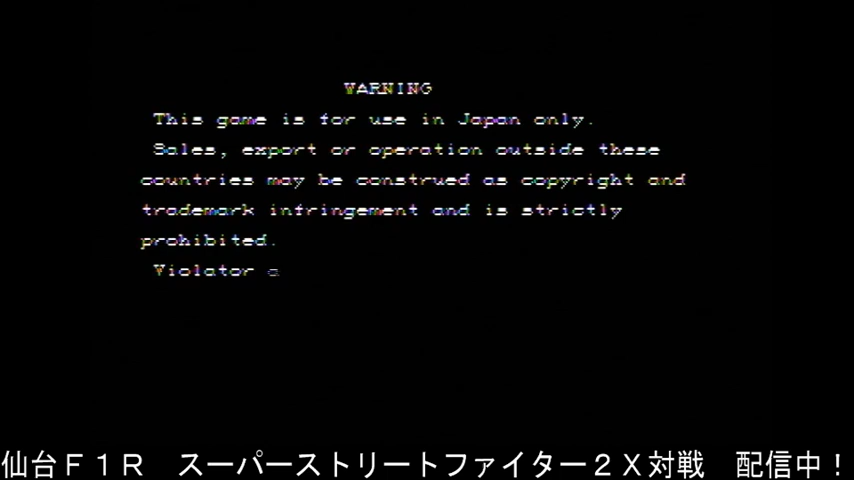 WARNING
This game is for use in Japan only.
Sales, export or operation outside these
countries may be construed as copyright and
trademark infringement and is strictly
prohibited.
Violator a
仙台F1R スーパーストリートファイター2X対戦 配信中!